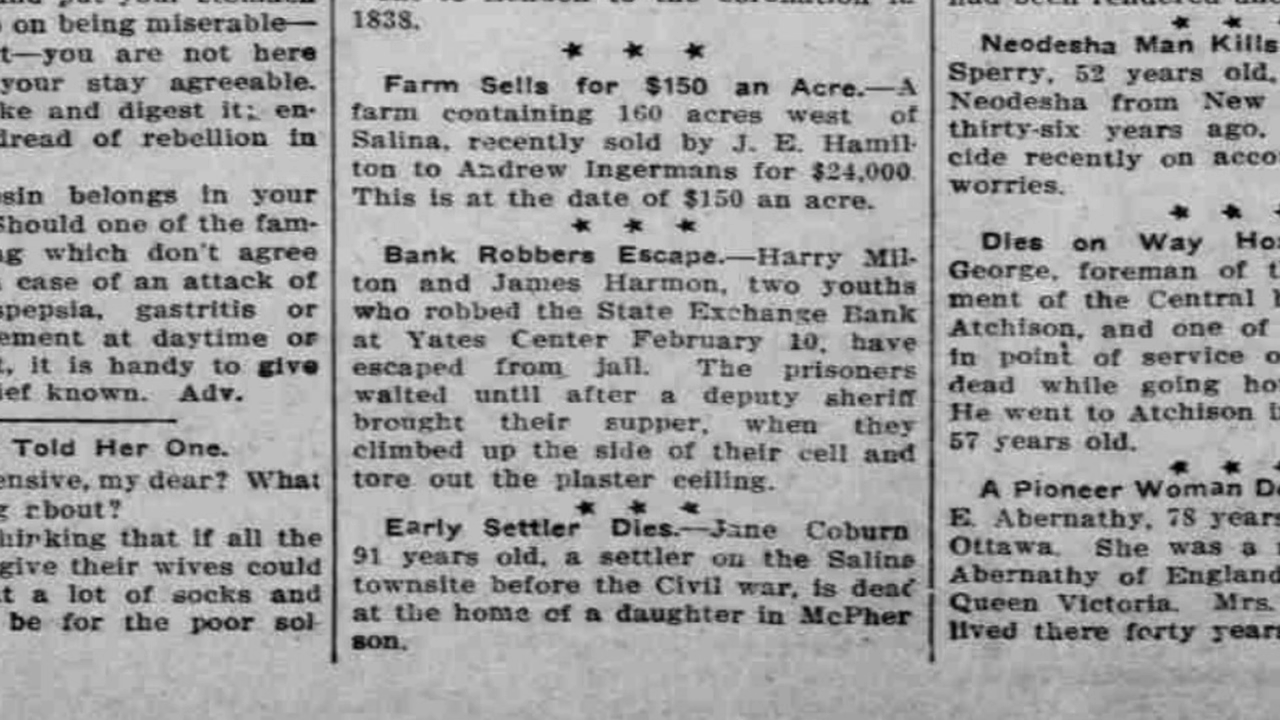 on being miserable—
t—you are not here
your stay agreeable.
ke and digest it; en-
dread of rebellion in
sin belongs in your
Should one of the fam-
g which don't agree
case of an attack of
spepsia, gastritis or
ement at daytime or
t, it is handy to give
ief known. Adv.
Told Her One.
ensive, my dear? What
g rbout?
hirking that if all the
give their wives could
t a lot of socks and
be for the poor sol-
1838.
★ ★ ★
Farm Sells for $150 an Acre.—A
farm containing 160 acres west of
Salina, recently sold by J. E. Hamil-
ton to Andrew Ingermans for $24,000.
This is at the date of $150 an acre.
★ ★ ★
Bank Robbers Escape.—Harry Mil-
ton and James Harmon, two youths
who robbed the State Exchange Bank
at Yates Center February 10, have
escaped from jail. The prisoners
waited until after a deputy sheriff
brought their supper, when they
climbed up the side of their cell and
tore out the plaster ceiling.
★ ★ ★
Early Settler Dies.—Jane Coburn
91 years old, a settler on the Salina
townsite before the Civil war, is dead
at the home of a daughter in McPher
son.
★ ★ ★
Neodesha Man Kills
Sperry, 52 years old,
Neodesha from New
thirty-six years ago,
cide recently on acco
worries.
★ ★
Dies on Way Ho
George, foreman of t
ment of the Central
Atchison, and one of
in point of service o
dead while going ho
He went to Atchison i
57 years old.
★ ★ ★
A Pioneer Woman De
E. Abernathy, 78 year
Ottawa. She was a
Abernathy of England
Queen Victoria. Mrs.
lived there forty year